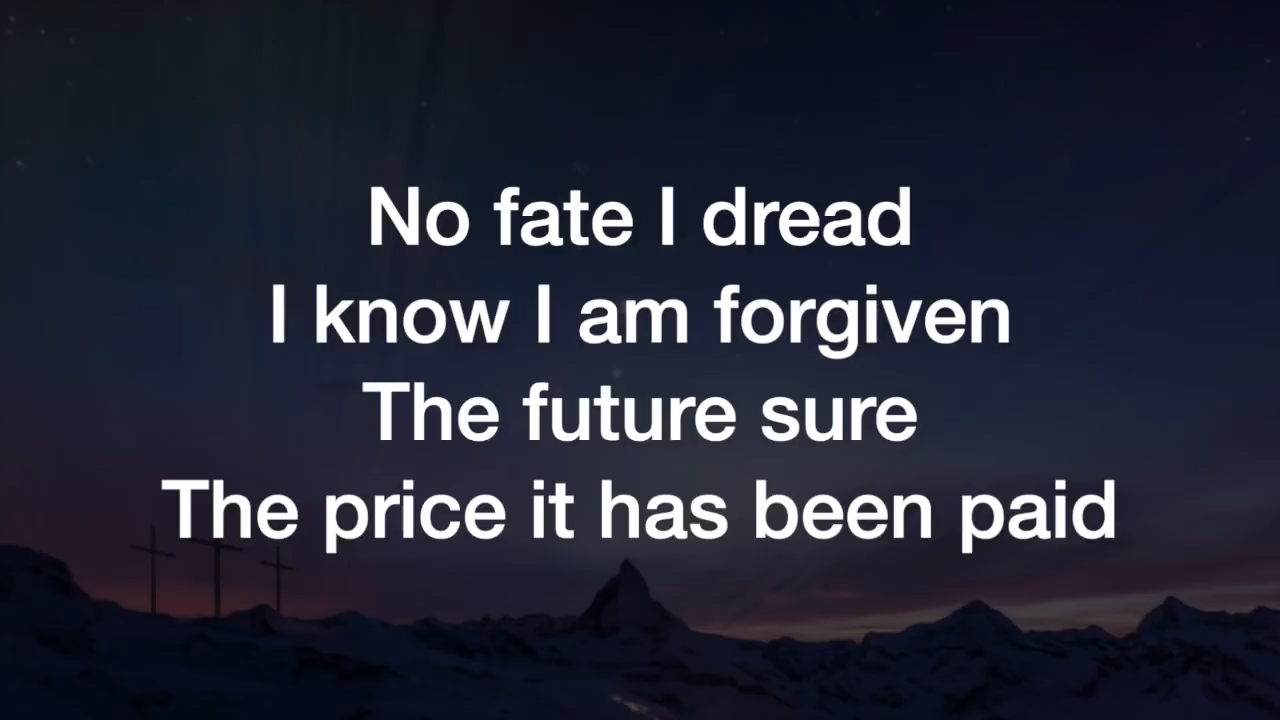 No fate I dread
I know I am forgiven
The future sure
The price it has been paid